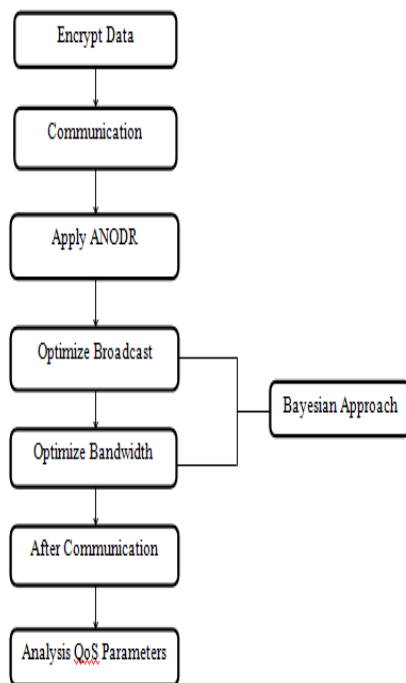 Encrypt Data
Communication
Apply ANODR
Optimize Broadcast
Bayesian Approach
Optimize Bandwidth
After Communication
Analysis QoS Parameters